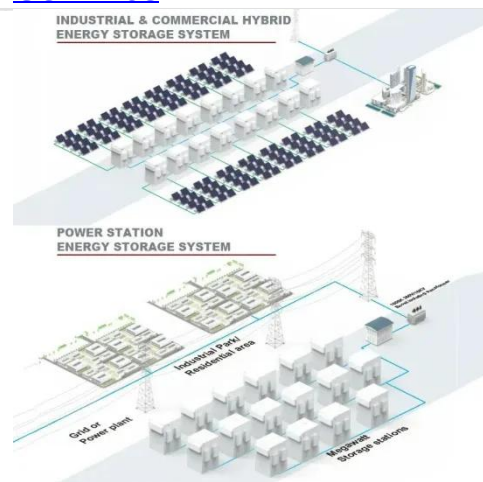 INDUSTRIAL & COMMERCIAL HYBRID
ENERGY STORAGE SYSTEM
POWER STATION
ENERGY STORAGE SYSTEM
Industrial Park/
Residential area
Grid or
Power plant
Megawatt
Storage stations